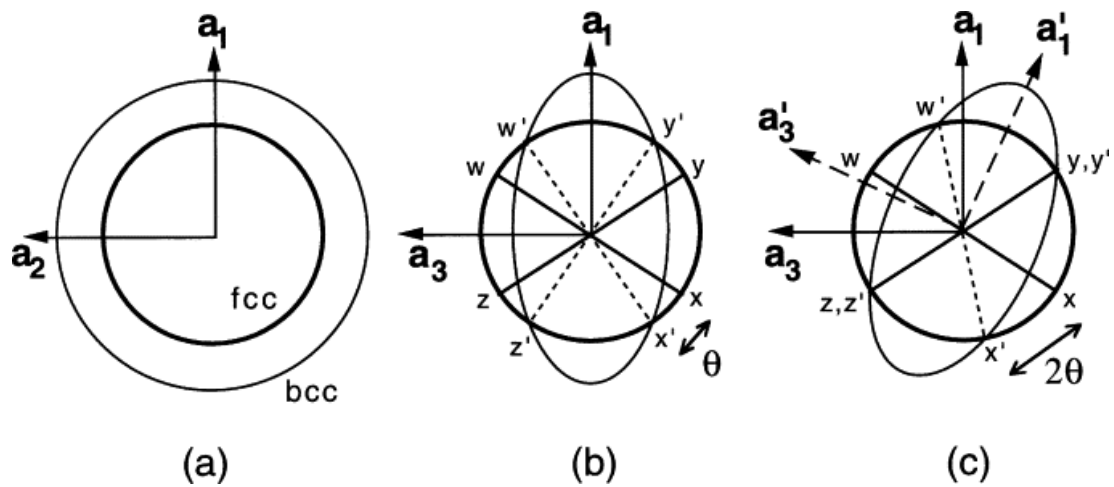 a1
a2
fcc
bcc
(a)
a1
w' y'
w y
a3
z x
z' x'
θ
(b)
a1 a'1
a'3 w'
w y,y'
a3
z,z' x
x'
2θ
(c)